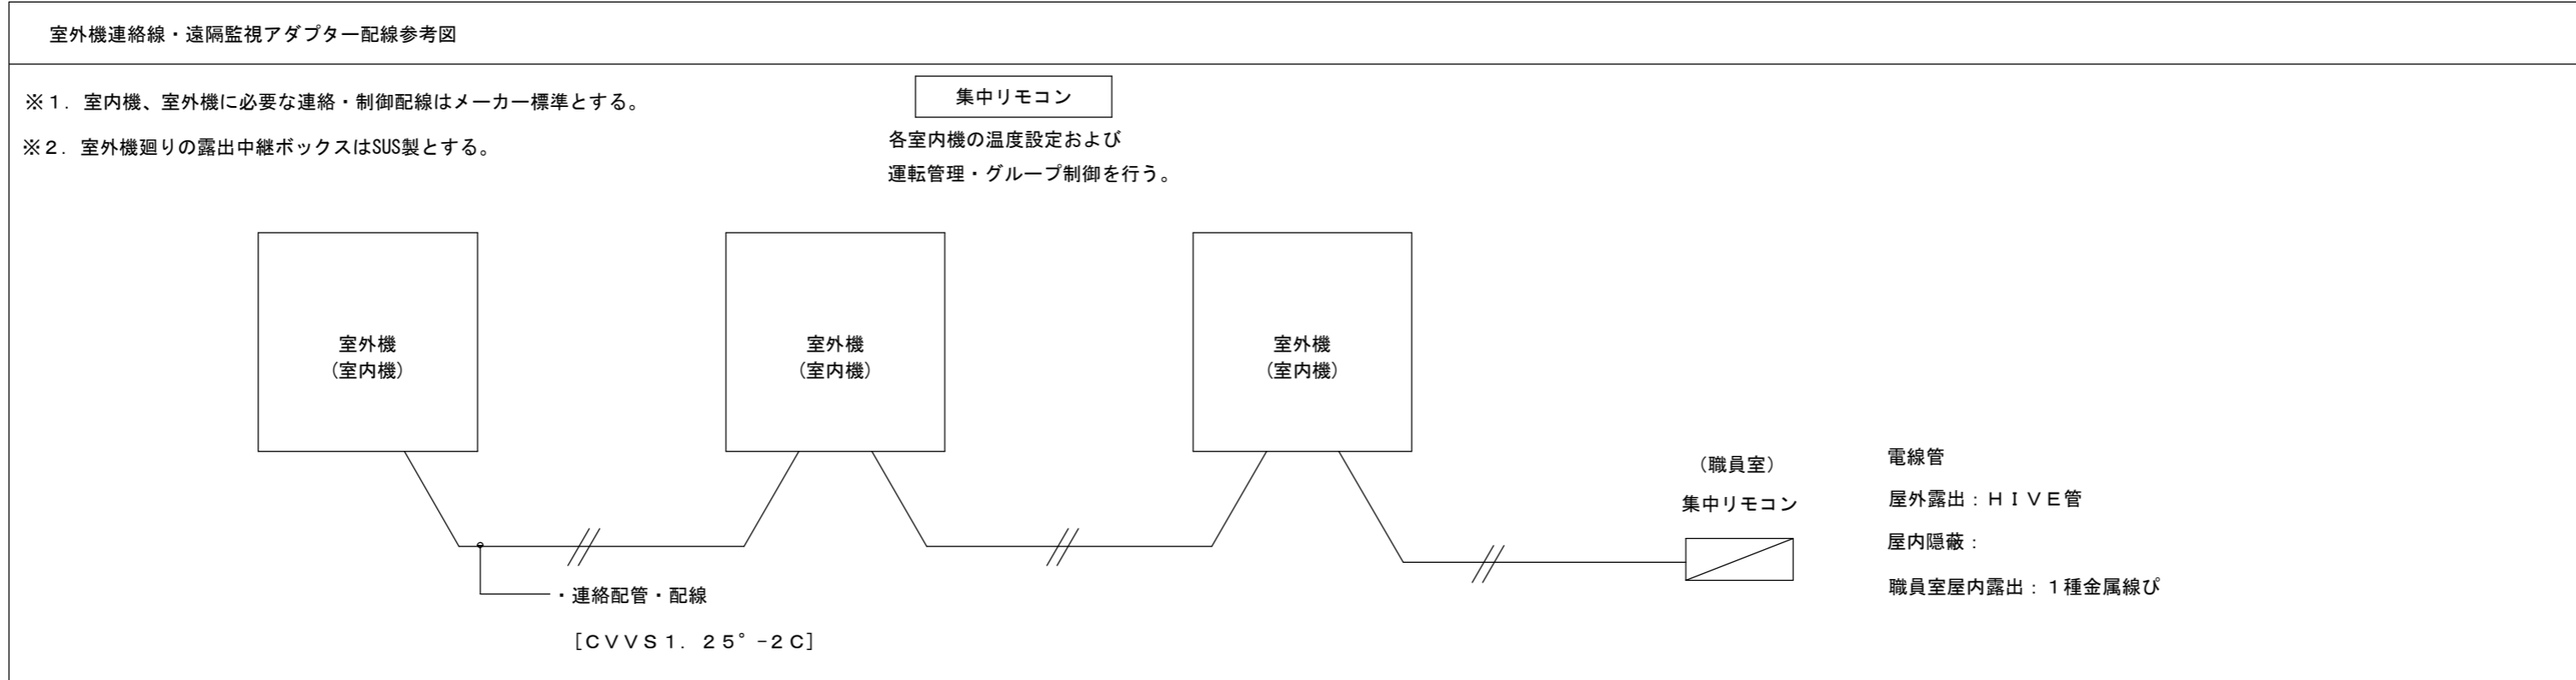 室外機連絡線・遠隔監視アダプター配線参考図
※１．室内機、室外機に必要な連絡・制御配線はメーカー標準とする。
※２．室外機廻りの露出中継ボックスはSUS製とする。
集中リモコン
各室内機の温度設定および
運転管理・グループ制御を行う。
室外機
(室内機)
室外機
(室内機)
室外機
(室内機)
・連絡配管・配線
[ＣＶＶＳ１．２５°-２Ｃ]
（職員室）
集中リモコン
電線管
屋外露出：ＨＩＶＥ管
屋内隠蔽：
職員室屋内露出：１種金属線ぴ